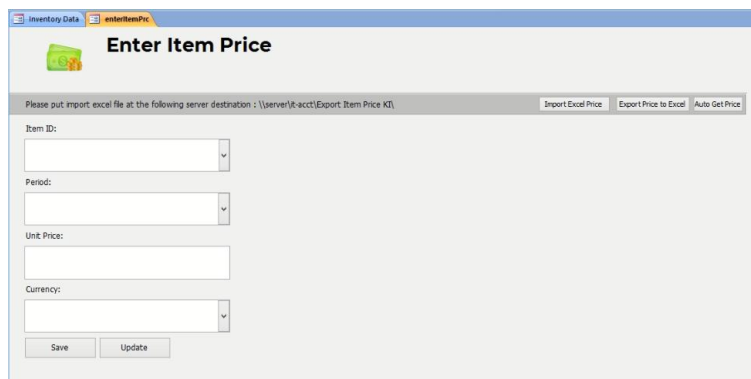 Inventory Data
enteritemPrc
Enter Item Price
Please put import excel file at the following server destination : \\server\it-acct\Export Item Price KI\
Import Excel Price
Export Price to Excel
Auto Get Price
Item ID:
Period:
Unit Price:
Currency:
Save
Update